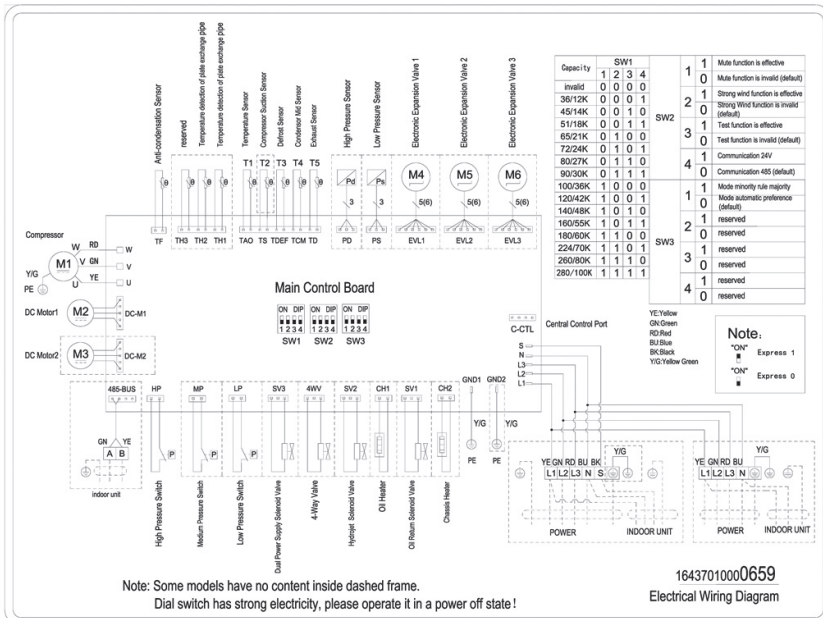 Anti-condensation Sensor
reserved
Temperature detection of plate exchange pipe
Temperature detection of plate exchange pipe
Temperature Sensor
Compressor Suction Sensor
Defrost Sensor
Condensor Mid Sensor
Exhaust Sensor
High Pressure Sensor
Low Pressure Sensor
Electronic Expansion Valve 1
Electronic Expansion Valve 2
Electronic Expansion Valve 3
T1 T2 T3 T4 T5
θ θ θ θ θ θ θ θ θ
Pd Ps
M4 M5 M6
3 3 5(6) 5(6) 5(6)
TF TH3 TH2 TH1 TAO TS TDEF TCM TD PD PS EVL1 EVL2 EVL3
Capacity SW1
1 2 3 4
invalid 0 0 0 0
36/12K 0 0 0 1
45/14K 0 0 1 0
51/18K 0 0 1 1
65/21K 0 1 0 0
72/24K 0 1 0 1
80/27K 0 1 1 0
90/30K 0 1 1 1
100/36K 1 0 0 0
120/42K 1 0 0 1
140/48K 1 0 1 0
160/55K 1 0 1 1
180/60K 1 1 0 0
224/70K 1 1 0 1
260/80K 1 1 1 0
280/100K 1 1 1 1
SW2
1
1 Mute function is effective
0 Mute function is invalid (default)
2
1 Strong wind function is effective
0 Strong Wind function is invalid
(default)
3
1 Test function is effective
0 Test function is invalid (default)
4
1 Communication 24V
0 Communication 485 (default)
SW3
1
1 Mode minority rule majority
0 Mode automatic preference
(default)
2
1 reserved
0 reserved
3
1 reserved
0 reserved
4
1 reserved
0 reserved
Compressor
M1
W RD W
V GN V
U YE U
Y/G
PE
DC Motor1 M2 DC-M1
DC Motor2 M3 DC-M2
Main Control Board
ON DIP ON DIP ON DIP
1 2 3 4 1 2 3 4 1 2 3 4
SW1 SW2 SW3
C-CTL Central Control Port
S
N
L3
L2
L1
YE:Yellow
GN:Green
RD:Red
BU:Blue
BK:Black
Y/G:Yellow Green
Note:
"ON"
Express 1
"ON"
Express 0
485-BUS HP MP LP SV3 4WV SV2 CH1 SV1 CH2 GND1 GND2
GN YE
A B
indoor unit
P P P
Y/G Y/G
PE PE
High Pressure Switch
Medium Pressure Switch
Low Pressure Switch
Dual Power Supply Solenoid Valve
4-Way Valve
Hydrojet Solenoid Valve
Oil Heater
Oil Return Solenoid Valve
Chassis Heater
Y/G
YE GN RD BU BK
L1 L2 L3 N S
POWER INDOOR UNIT
Y/G
YE GN RD BU
L1 L2 L3 N
POWER INDOOR UNIT
Note: Some models have no content inside dashed frame.
Dial switch has strong electricity, please operate it in a power off state!
16437010000659
Electrical Wiring Diagram